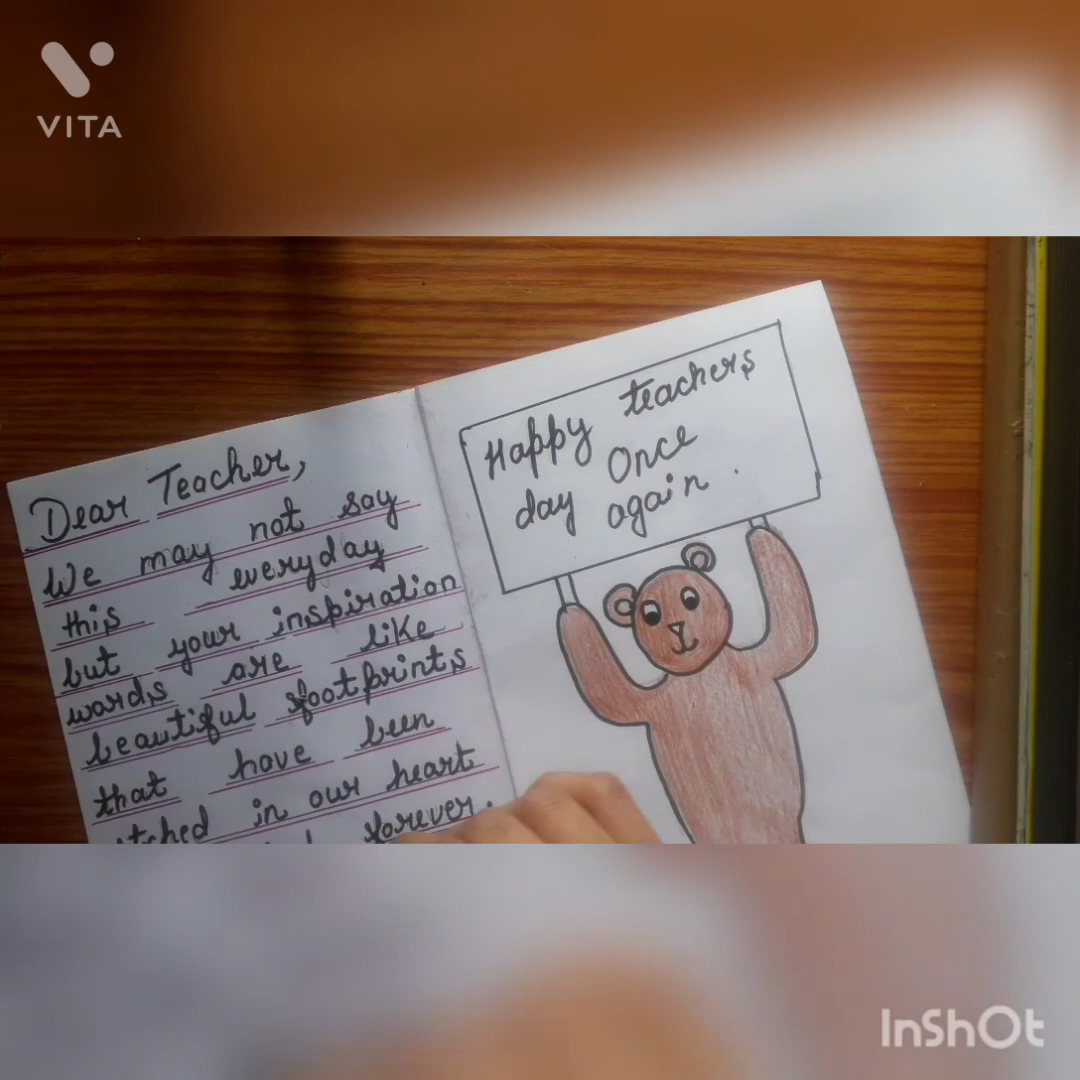 VITA
Dear Teacher,
We may not say
this everyday
but your inspiration
words are like
beautiful footprints
that have been
etched in our heart
forever.
Happy teachers
day Once
again.
InShOt